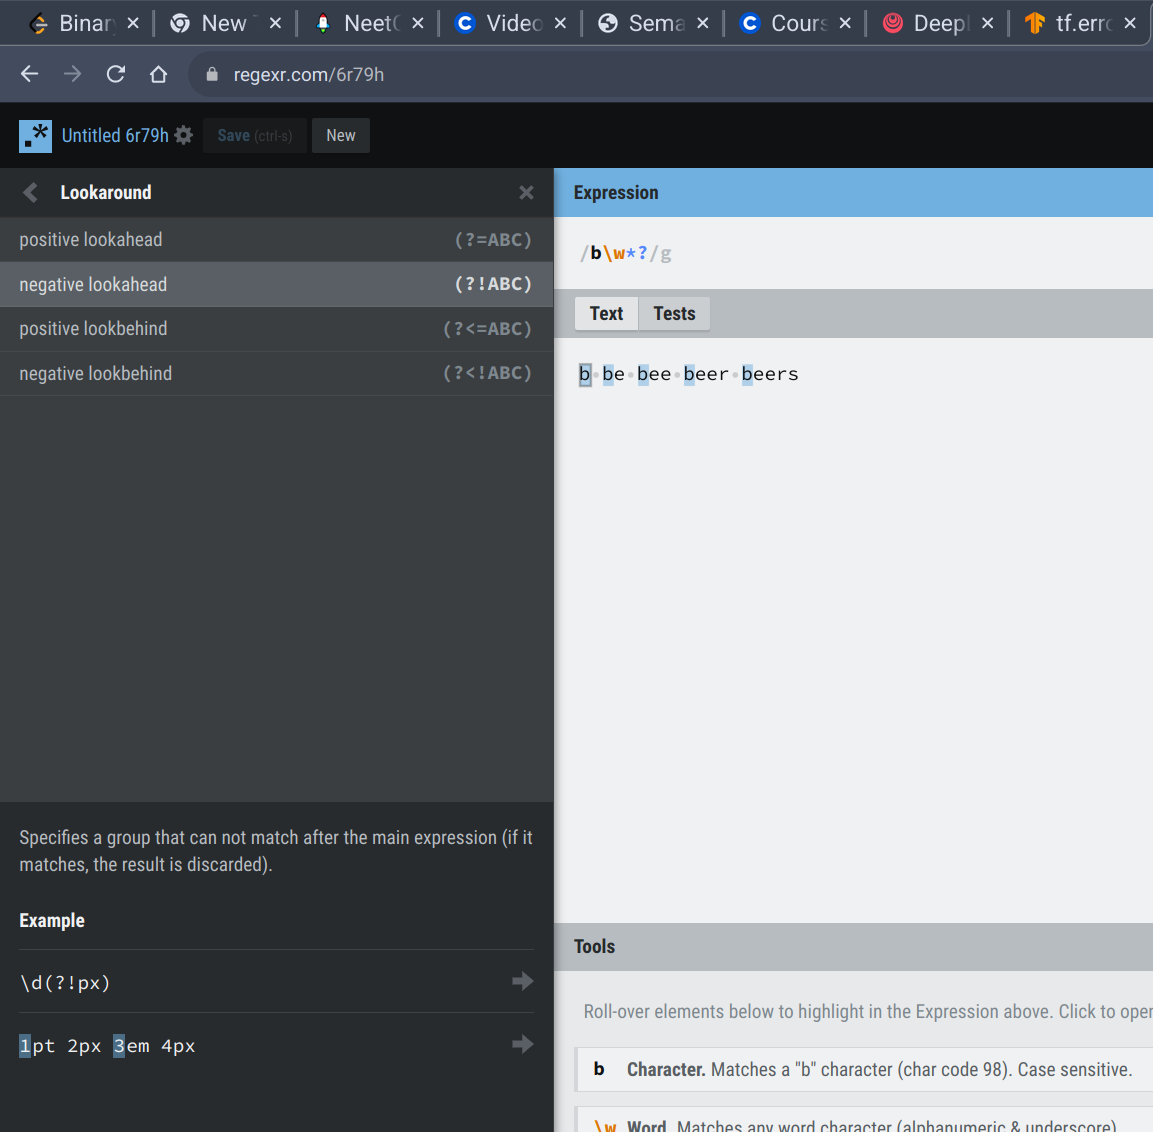 Binar
New
Neet
Video
Sema
Cours
Deepl
tf.erro
regexr.com/6r79h
Untitled 6r79h
Save (ctrl-s)
New
Lookaround
positive lookahead (?=ABC)
negative lookahead (?!ABC)
positive lookbehind (?<=ABC)
negative lookbehind (?<!ABC)
Specifies a group that can not match after the main expression (if it
matches, the result is discarded).
Example
\d(?!px)
1pt 2px 3em 4px
Expression
/b\w*?/g
Text Tests
b be bee beer beers
Tools
Roll-over elements below to highlight in the Expression above. Click to open
b Character. Matches a "b" character (char code 98). Case sensitive.
\w Word. Matches any word character (alphanumeric & underscore)